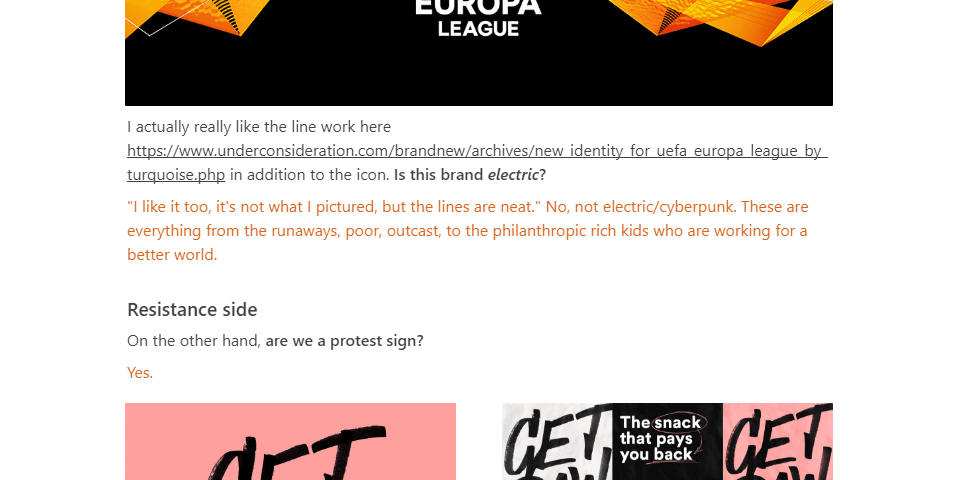 EUROPA
LEAGUE
I actually really like the line work here
https://www.underconsideration.com/brandnew/archives/new_identity_for_uefa_europa_league_by_
turquoise.php in addition to the icon. Is this brand electric?
"I like it too, it's not what I pictured, but the lines are neat." No, not electric/cyberpunk. These are
everything from the runaways, poor, outcast, to the philanthropic rich kids who are working for a
better world.
Resistance side
On the other hand, are we a protest sign?
Yes.
GET
GET
The snack
that pays
you back
GET